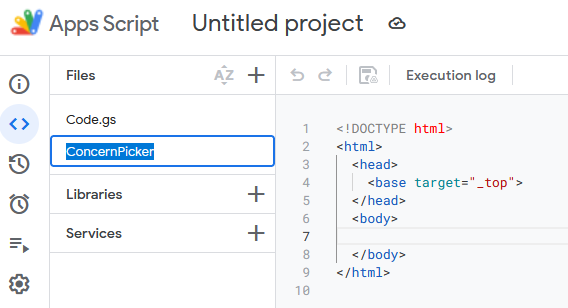 Apps Script Untitled project
Files AZ Execution log
Code.gs
ConcernPicker
Libraries
Services
1 <!DOCTYPE html>
2 <html>
3 <head>
4 <base target="_top">
5 </head>
6 <body>
7
8 </body>
9 </html>
10